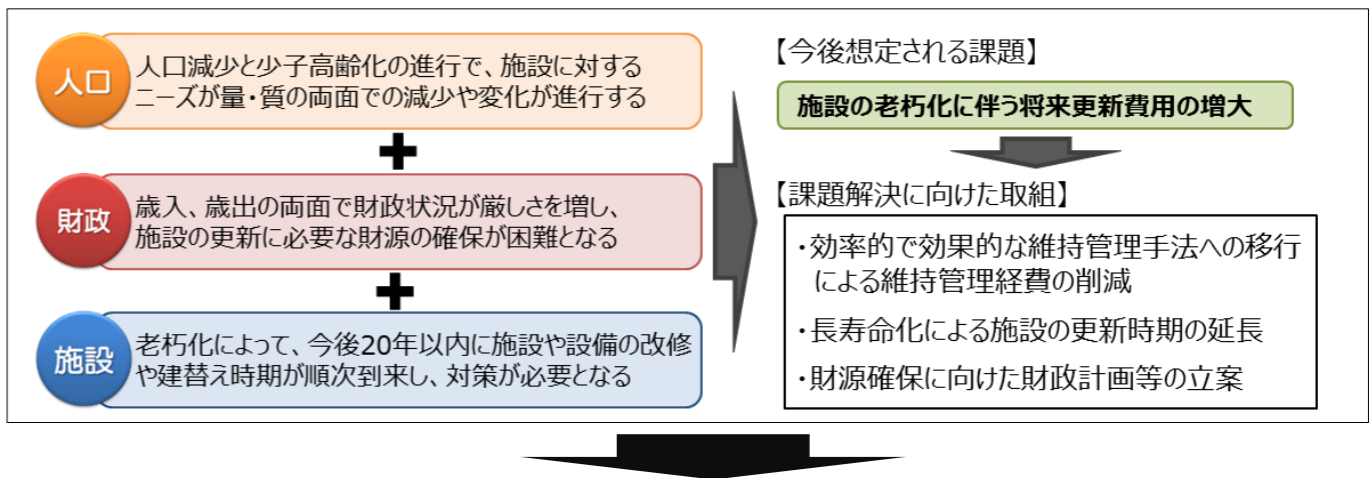 人口
人口減少と少子高齢化の進行で、施設に対する
ニーズが量・質の両面での減少や変化が進行する
財政
歳入、歳出の両面で財政状況が厳しさを増し、
施設の更新に必要な財源の確保が困難となる
施設
老朽化によって、今後20年以内に施設や設備の改修
や建替え時期が順次到来し、対策が必要となる
【今後想定される課題】
施設の老朽化に伴う将来更新費用の増大
【課題解決に向けた取組】
・効率的で効果的な維持管理手法への移行
による維持管理経費の削減
・長寿命化による施設の更新時期の延長
・財源確保に向けた財政計画等の立案